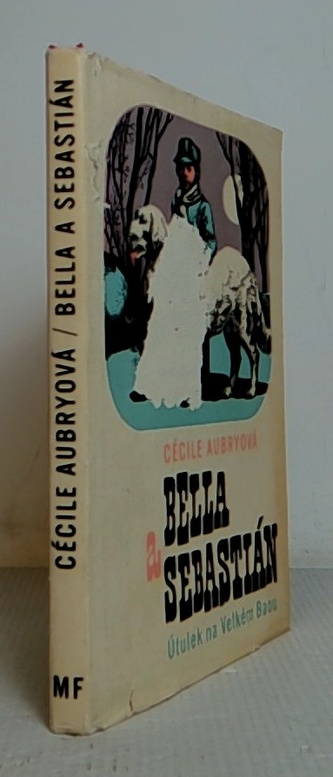 CÉCILE AUBRYOVÁ / BELLA A SEBASTIÁN
MF
CÉCILE AUBRYOVÁ
BELLA
a SEBASTIÁN
Útulek na Velkém Baou